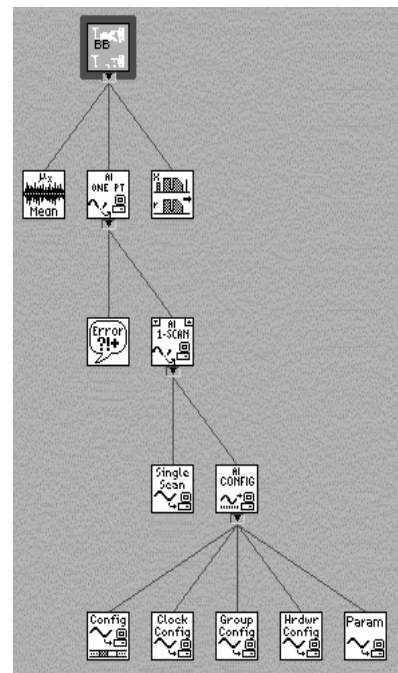 BB
μx
Mean
AI
ONE PT
X
Y
Error
?!+
AI
1-SCAN
Single
Scan
AI
CONFIG
Config
Clock
Config
Group
Config
Hrdwr
Config
Param